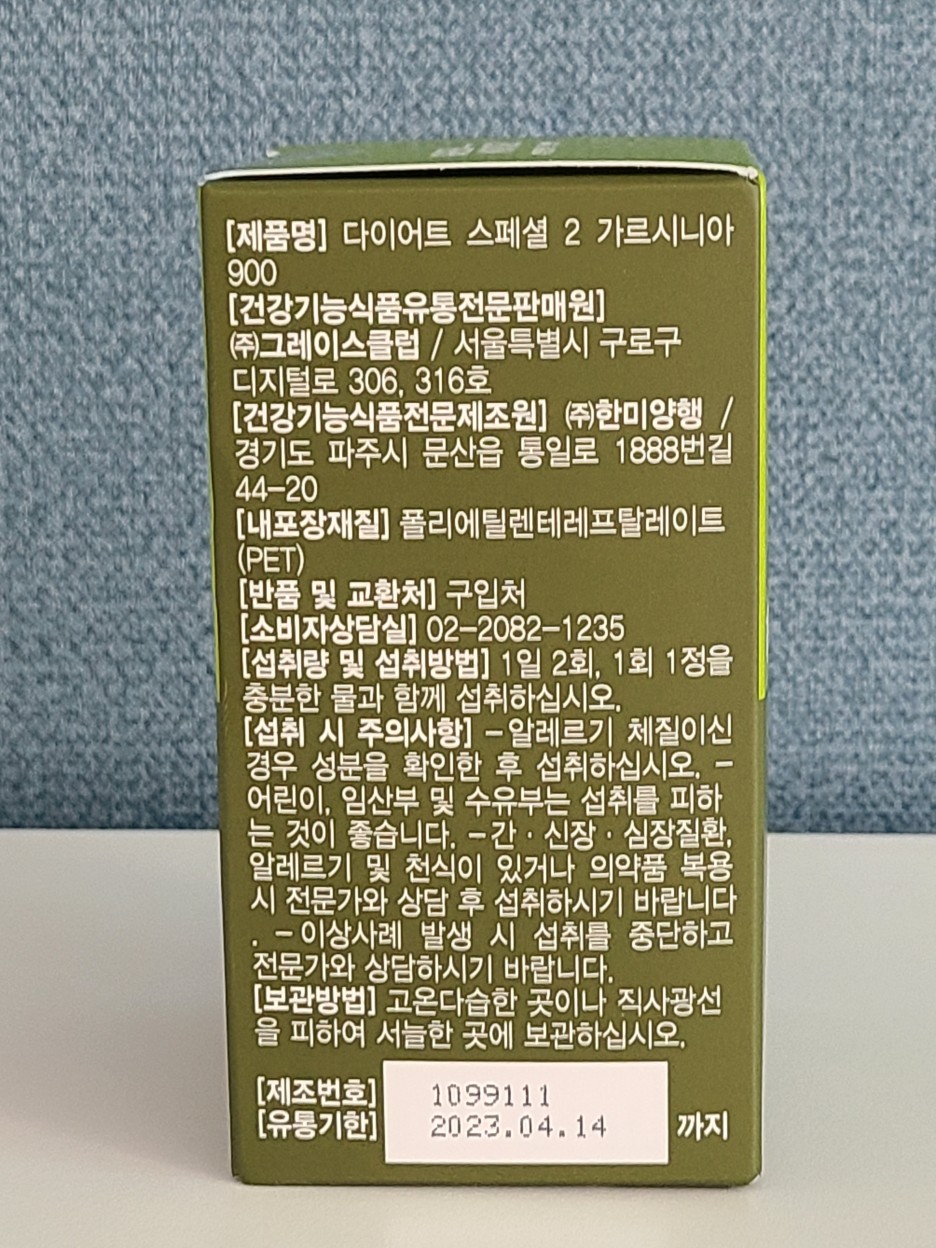 [제품명] 다이어트 스페셜 2 가르시니아
900
[건강기능식품유통전문판매원]
㈜그레이스클럽 / 서울특별시 구로구
디지털로 306, 316호
[건강기능식품전문제조원] ㈜한미양행 /
경기도 파주시 문산읍 통일로 1888번길
44-20
[내포장재질] 폴리에틸렌테레프탈레이트
(PET)
[반품 및 교환처] 구입처
[소비자상담실] 02-2082-1235
[섭취량 및 섭취방법] 1일 2회, 1회 1정을
충분한 물과 함께 섭취하십시오.
[섭취 시 주의사항] -알레르기 체질이신
경우 성분을 확인한 후 섭취하십시오. -
어린이, 임산부 및 수유부는 섭취를 피하
는 것이 좋습니다. -간·신장·심장질환,
알레르기 및 천식이 있거나 의약품 복용
시 전문가와 상담 후 섭취하시기 바랍니다
. -이상사례 발생 시 섭취를 중단하고
전문가와 상담하시기 바랍니다.
[보관방법] 고온다습한 곳이나 직사광선
을 피하여 서늘한 곳에 보관하십시오.
[제조번호] 1099111
[유통기한] 2023.04.14 까지